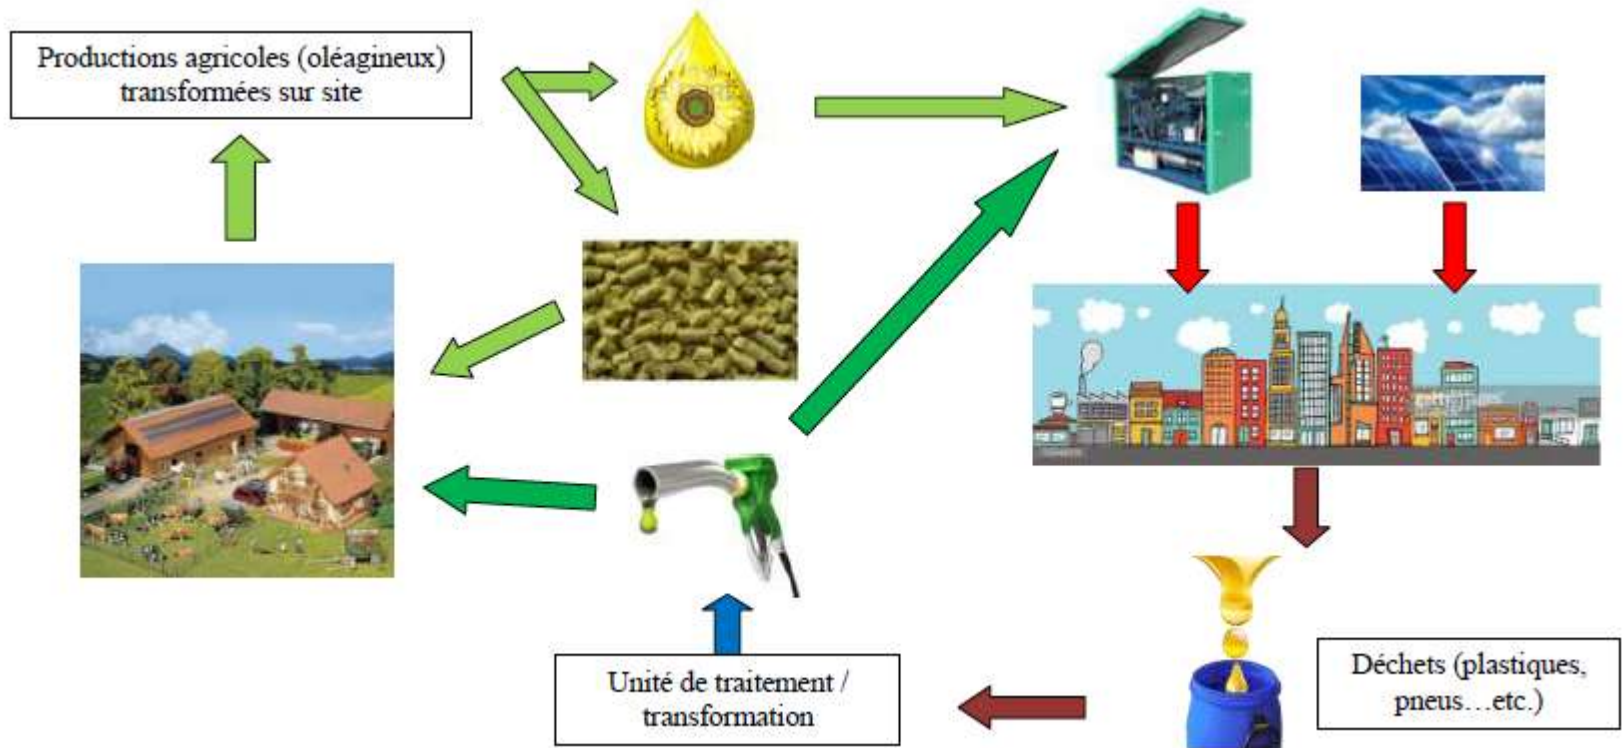 Productions agricoles (oléagineux)
transformées sur site
Unité de traitement /
transformation
Déchets (plastiques,
pneus…etc.)